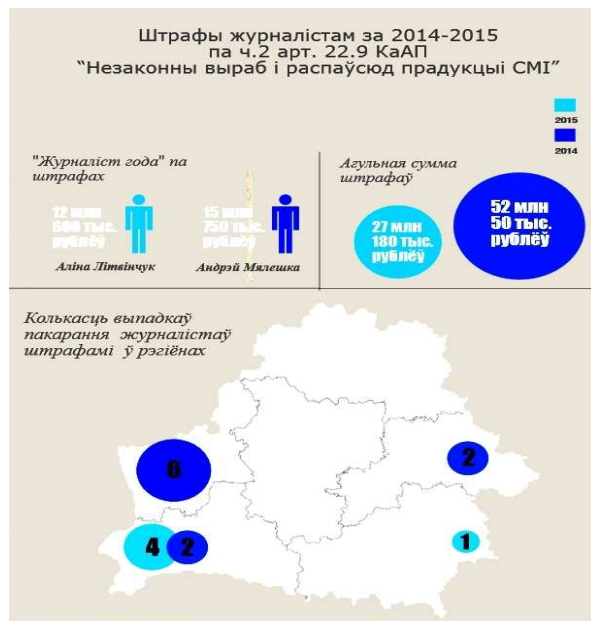 Штрафы журналістам за 2014-2015
па ч.2 арт. 22.9 КаАП
“Незаконны выраб і распаўсюд прадукцыі СМІ”
2015
2014
"Журналіст года" па
штрафах
12 млн
600 тыс.
рублёў
Аліна Літвінчук
15 млн
750 тыс.
рублёў
Андрэй Мялешка
Агульная сумма
штрафаў
27 млн
180 тыс.
рублёў
52 млн
50 тыс.
рублёў
Колькасць выпадкаў
пакарання журналістаў
штрафамі ў рэгіёнах
6
2
4
2
1